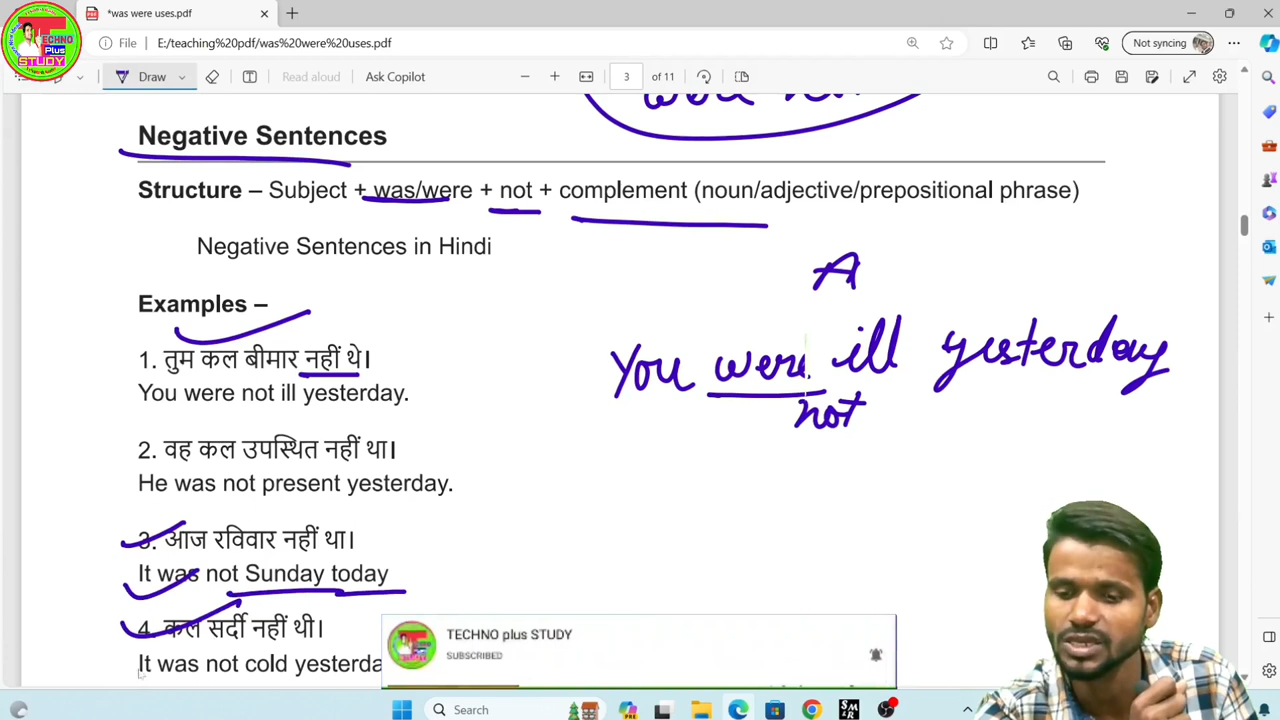 *was were uses.pdf
TECHNO
Plus
STUDY
File
E:/teaching%20pdf/was%20were%20uses.pdf
Not syncing
Draw
Read aloud
Ask Copilot
3
of 11
Negative Sentences
Structure – Subject + was/were + not + complement (noun/adjective/prepositional phrase)
Negative Sentences in Hindi
A
Examples –
You were ill yesterday
not
1. तुम कल बीमार नहीं थे।
You were not ill yesterday.
2. वह कल उपस्थित नहीं था।
He was not present yesterday.
3. आज रविवार नहीं था।
It was not Sunday today
4. कल सर्दी नहीं थी।
It was not cold yesterda
TECHNO plus STUDY
SUBSCRIBED
Search